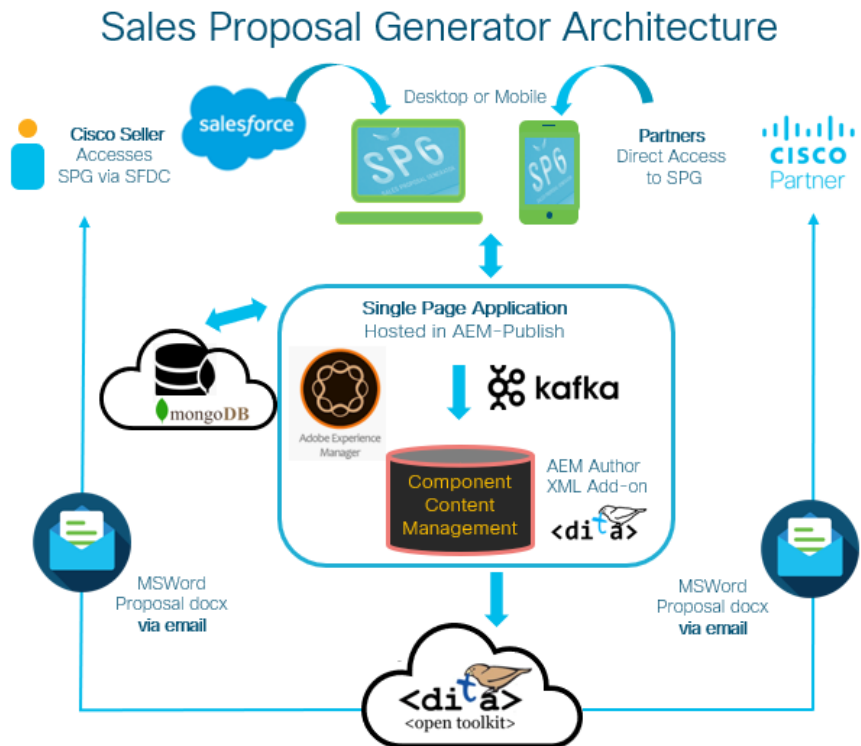 Sales Proposal Generator Architecture
Cisco Seller
Accesses
SPG via SFDC
salesforce
Desktop or Mobile
SPG
SALES PROPOSAL GENERATOR
SPG
Partners
Direct Access
to SPG
CISCO
Partner
Single Page Application
Hosted in AEM-Publish
mongoDB
Adobe Experience
Manager
kafka
Component
Content
Management
AEM Author
XML Add-on
<dita>
MSWord
Proposal docx
via email
MSWord
Proposal docx
via email
<dita>
<open toolkit>